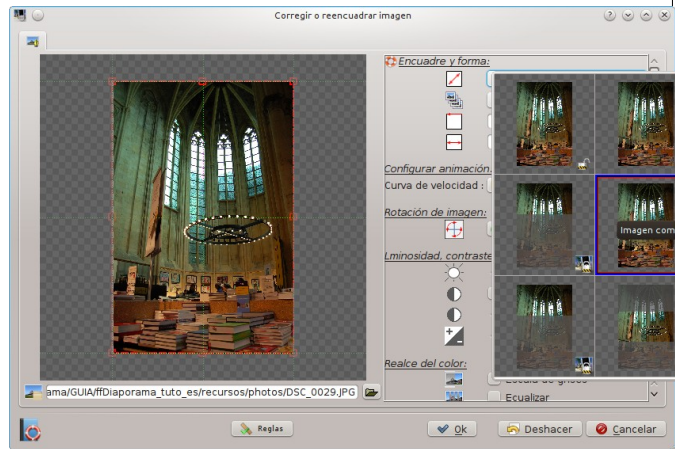 Corregir o reencuadrar imagen
Encuadre y forma:
Configurar animación
Curva de velocidad :
Rotación de imagen:
Imagen com
Lminosidad, contraste
Realce del color:
Ecualizar
ama/GUIA/ffDiaporama_tuto_es/recursos/photos/DSC_0029.JPG
Reglas
Ok
Deshacer
Cancelar